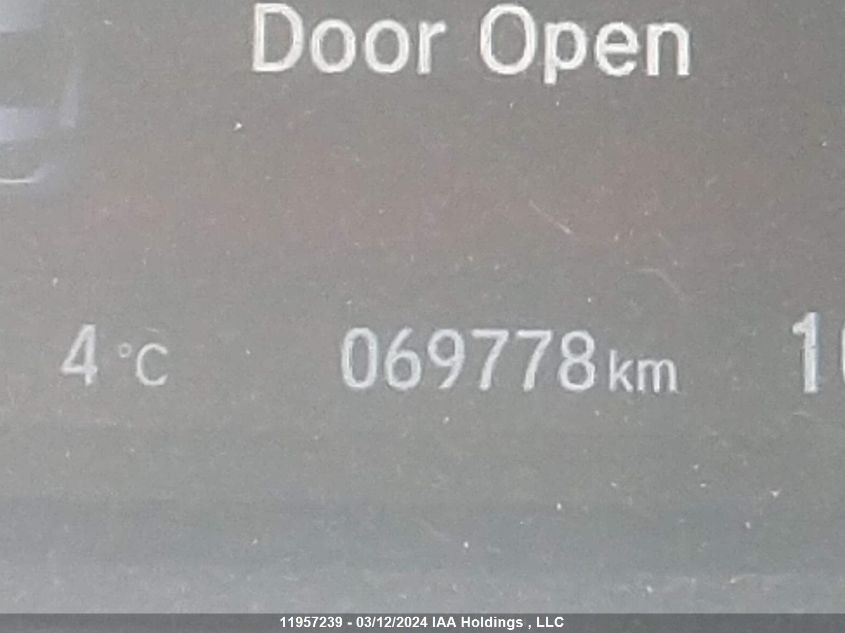 Door Open
4 °C 069778 km
11957239 - 03/12/2024 IAA Holdings , LLC